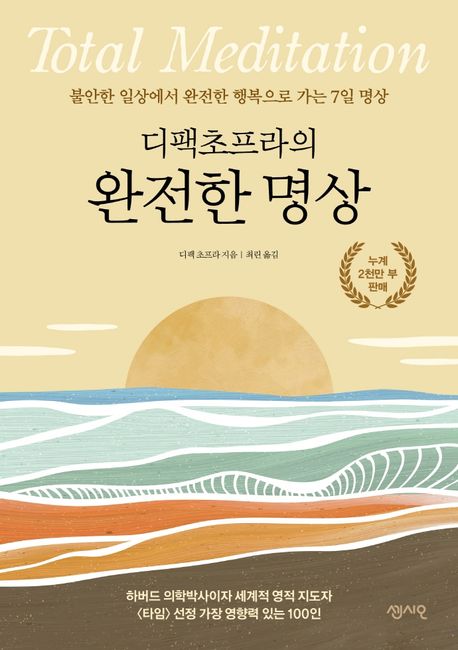 Total Meditation
불안한 일상에서 완전한 행복으로 가는 7일 명상
디팩초프라의
완전한 명상
디팩 초프라 지음 | 최린 옮김
누계
2천만 부
판매
하버드 의학박사이자 세계적 영적 지도자
〈타임〉 선정 가장 영향력 있는 100인
센시오